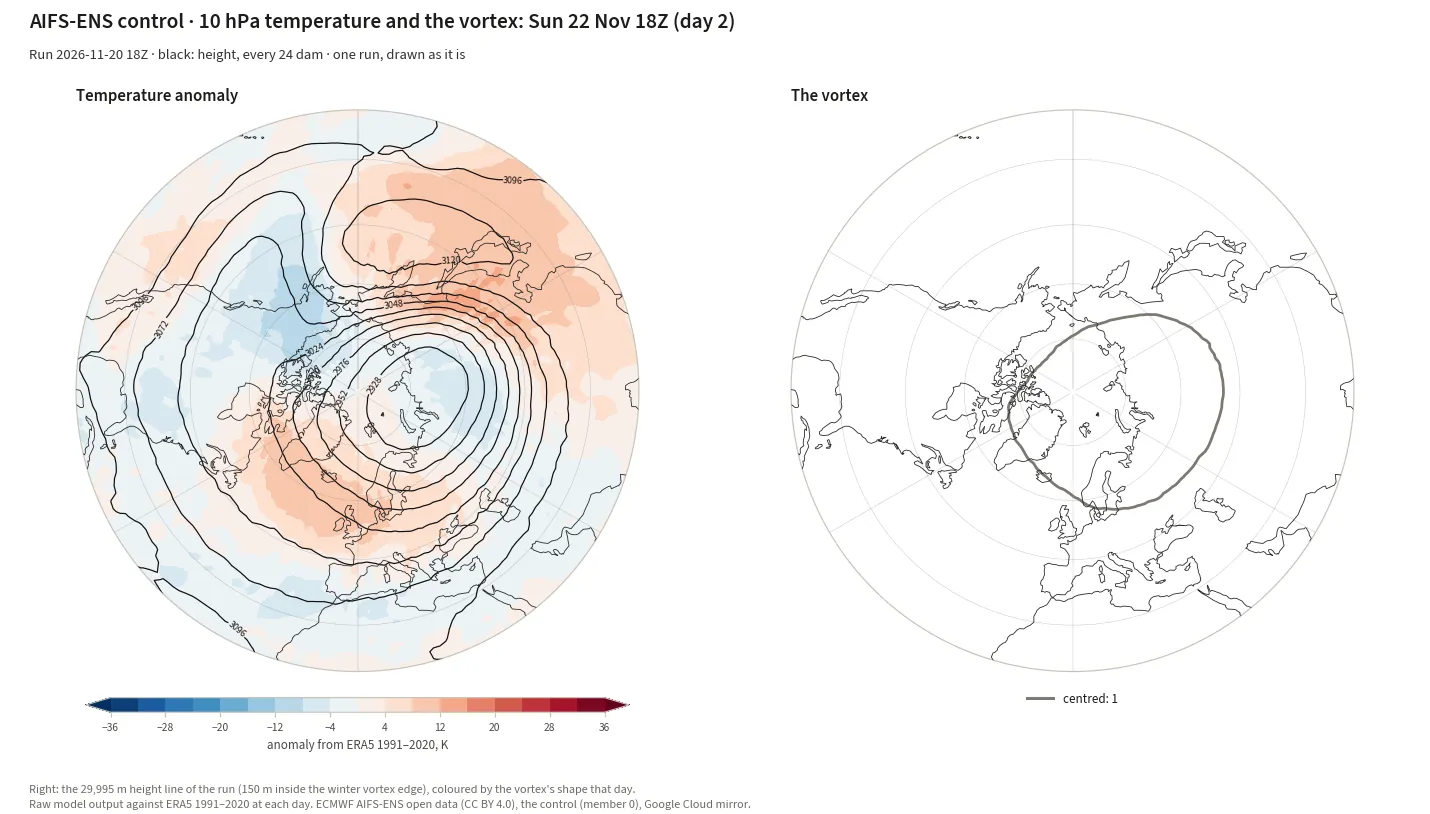 AIFS-ENS control · 10 hPa temperature and the vortex: Sun 22 Nov 18Z (day 2)
Run 2026-11-20 18Z · black: height, every 24 dam · one run, drawn as it is
Temperature anomaly
The vortex
3096
3120
3096
3048
3072
3024
2976
2928
2952
3096
−36 −28 −20 −12 −4 4 12 20 28 36
anomaly from ERA5 1991–2020, K
centred: 1
Right: the 29,995 m height line of the run (150 m inside the winter vortex edge), coloured by the vortex's shape that day.
Raw model output against ERA5 1991–2020 at each day. ECMWF AIFS-ENS open data (CC BY 4.0), the control (member 0), Google Cloud mirror.